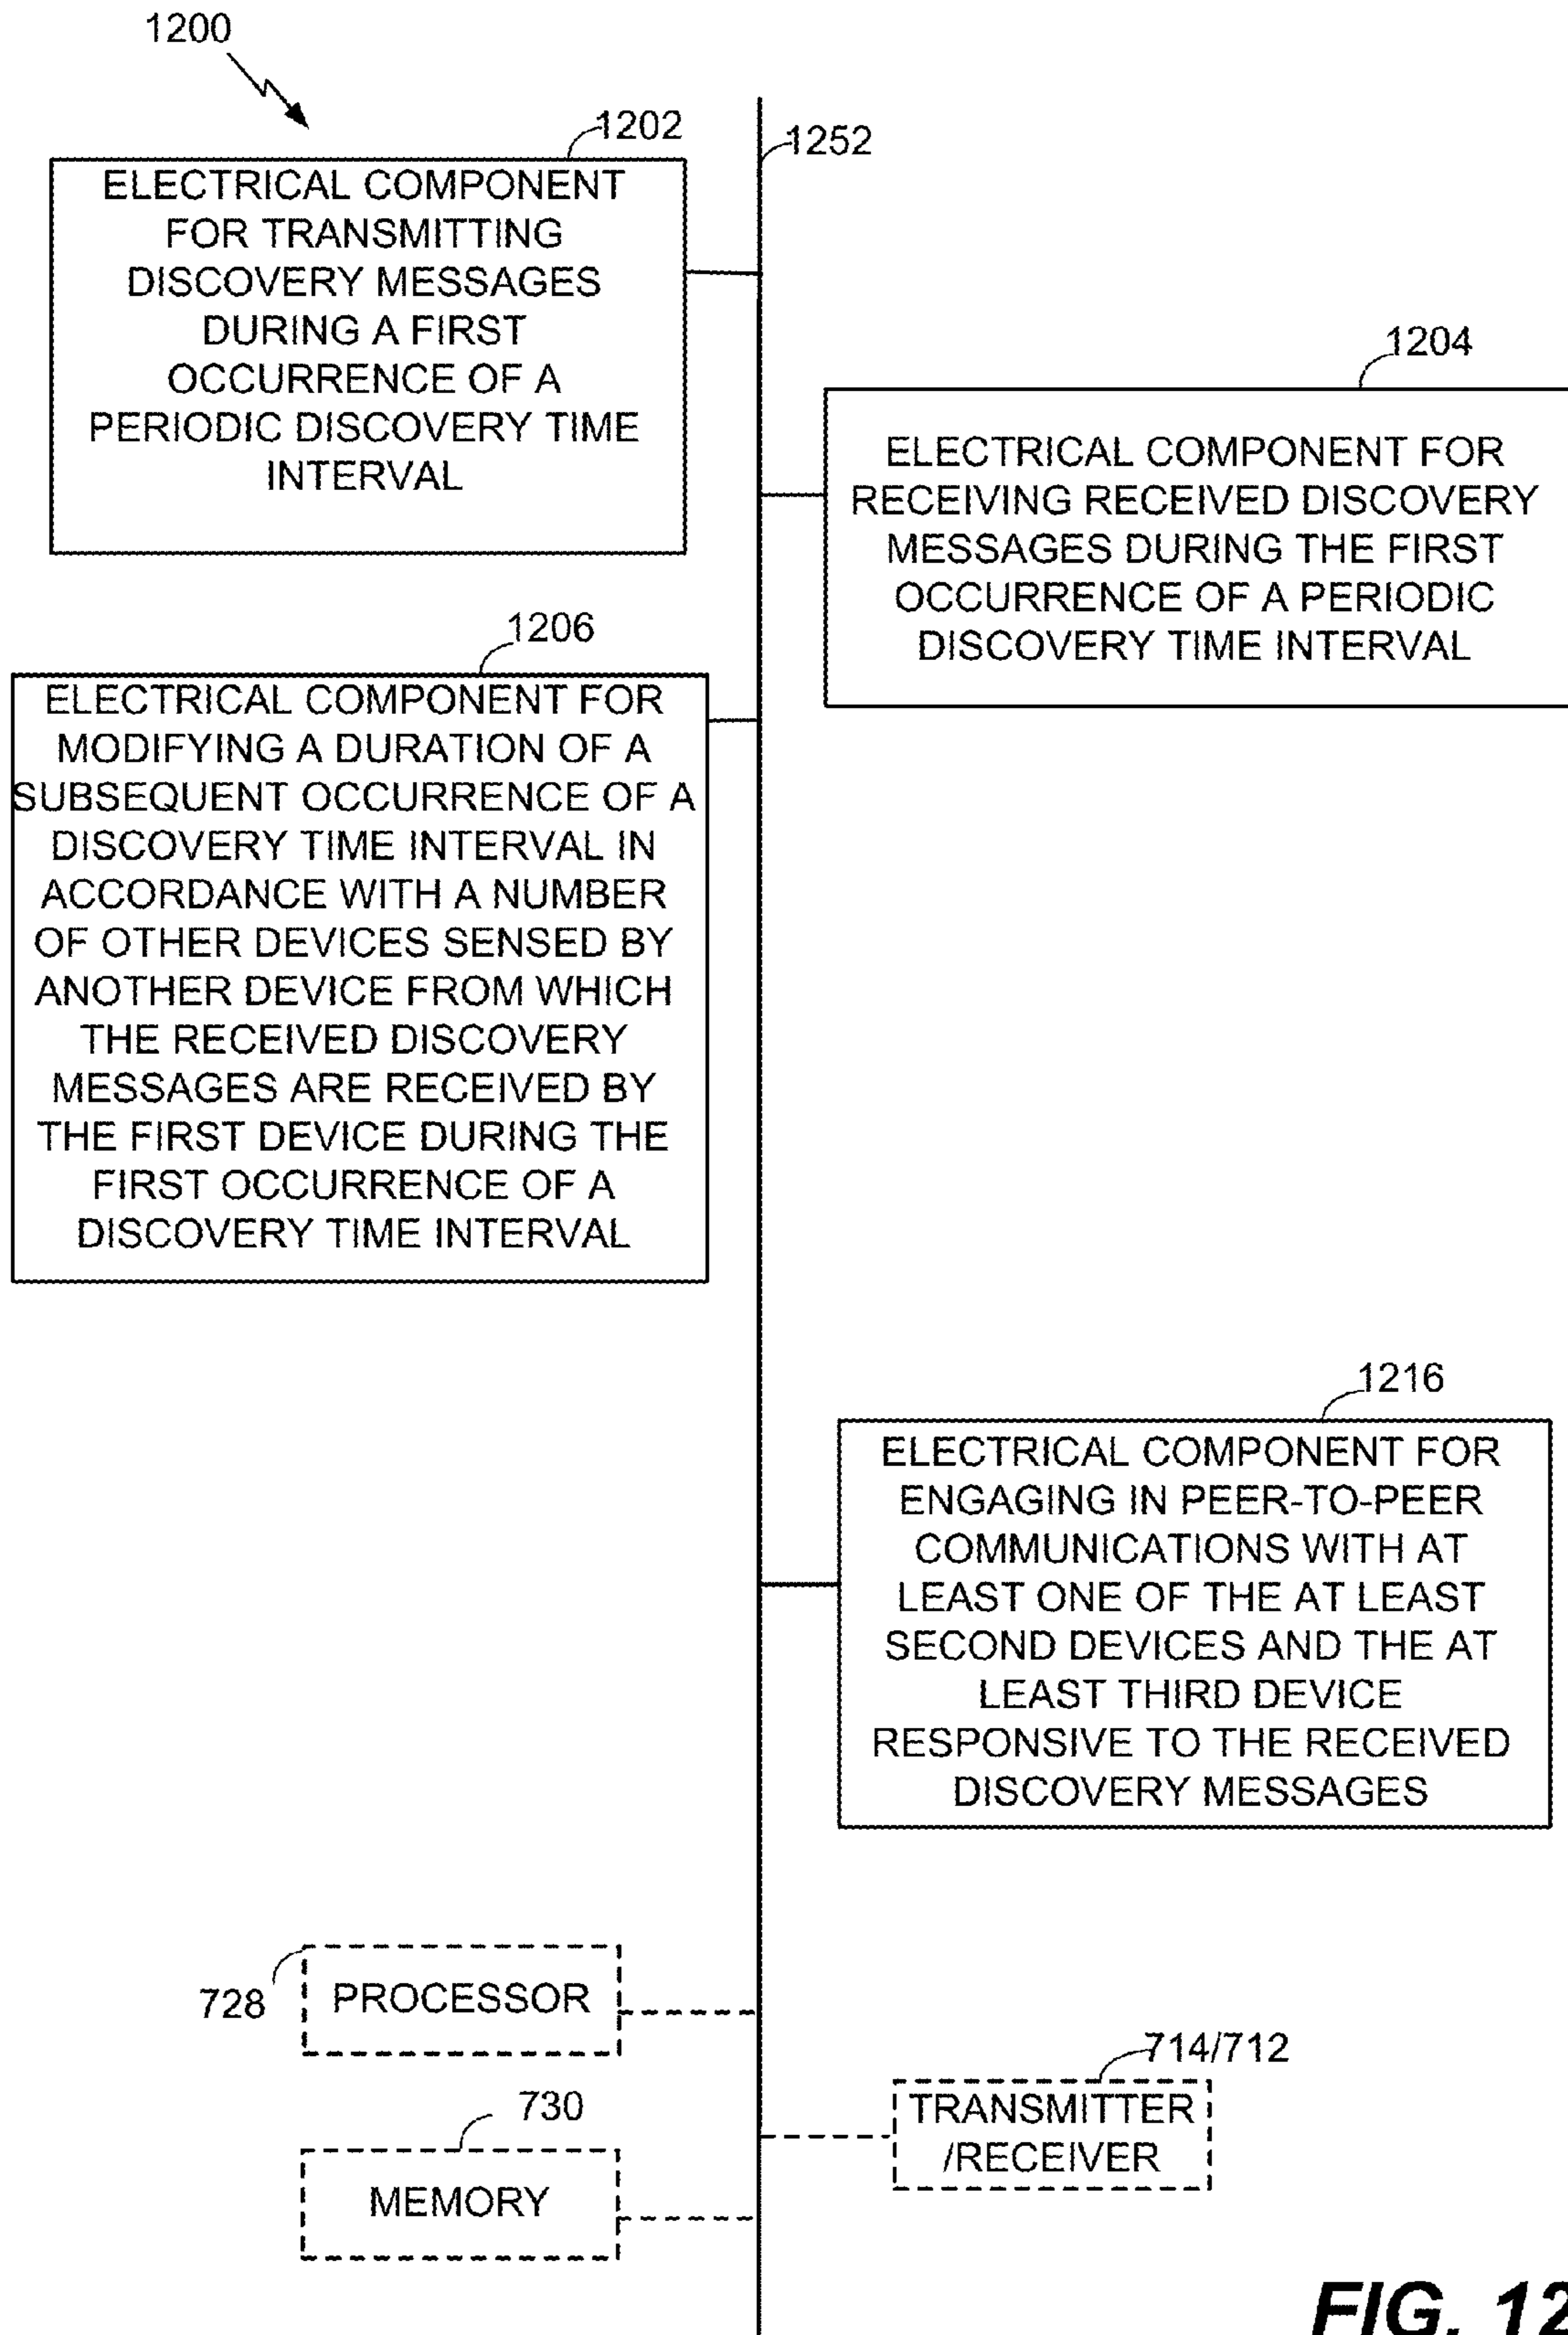 1200
1202
1252
ELECTRICAL COMPONENT
FOR TRANSMITTING
DISCOVERY MESSAGES
DURING A FIRST
OCCURRENCE OF A
PERIODIC DISCOVERY TIME
INTERVAL
1204
ELECTRICAL COMPONENT FOR
RECEIVING RECEIVED DISCOVERY
MESSAGES DURING THE FIRST
OCCURRENCE OF A PERIODIC
DISCOVERY TIME INTERVAL
1206
ELECTRICAL COMPONENT FOR
MODIFYING A DURATION OF A
SUBSEQUENT OCCURRENCE OF A
DISCOVERY TIME INTERVAL IN
ACCORDANCE WITH A NUMBER
OF OTHER DEVICES SENSED BY
ANOTHER DEVICE FROM WHICH
THE RECEIVED DISCOVERY
MESSAGES ARE RECEIVED BY
THE FIRST DEVICE DURING THE
FIRST OCCURRENCE OF A
DISCOVERY TIME INTERVAL
1216
ELECTRICAL COMPONENT FOR
ENGAGING IN PEER-TO-PEER
COMMUNICATIONS WITH AT
LEAST ONE OF THE AT LEAST
SECOND DEVICES AND THE AT
LEAST THIRD DEVICE
RESPONSIVE TO THE RECEIVED
DISCOVERY MESSAGES
728
PROCESSOR
714/712
TRANSMITTER
/RECEIVER
730
MEMORY
FIG. 12